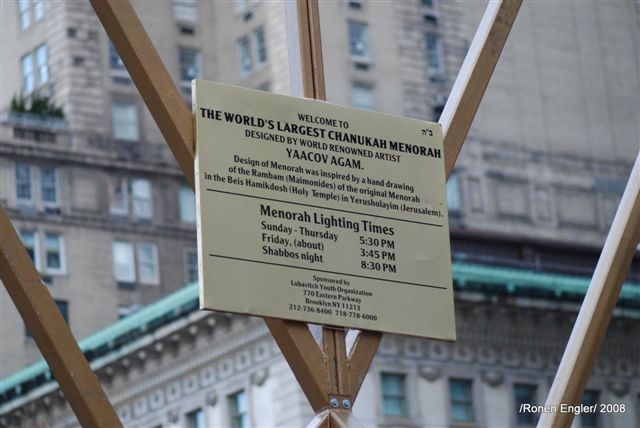 ב"ה
WELCOME TO
THE WORLD'S LARGEST CHANUKAH MENORAH
DESIGNED BY WORLD RENOWNED ARTIST
YAACOV AGAM.
Design of Menorah was inspired by a hand drawing
of the Rambam (Maimonides) of the original Menorah
in the Beis Hamikdosh (Holy Temple) in Yerusholayim (Jerusalem).
Menorah Lighting Times
Sunday - Thursday 5:30 PM
Friday, (about) 3:45 PM
Shabbos night 8:30 PM
Sponsored by
Lubavitch Youth Organization
770 Eastern Parkway
Brooklyn NY 11213
212-736-8400 718-778-6000
/Ronen Engler/ 2008